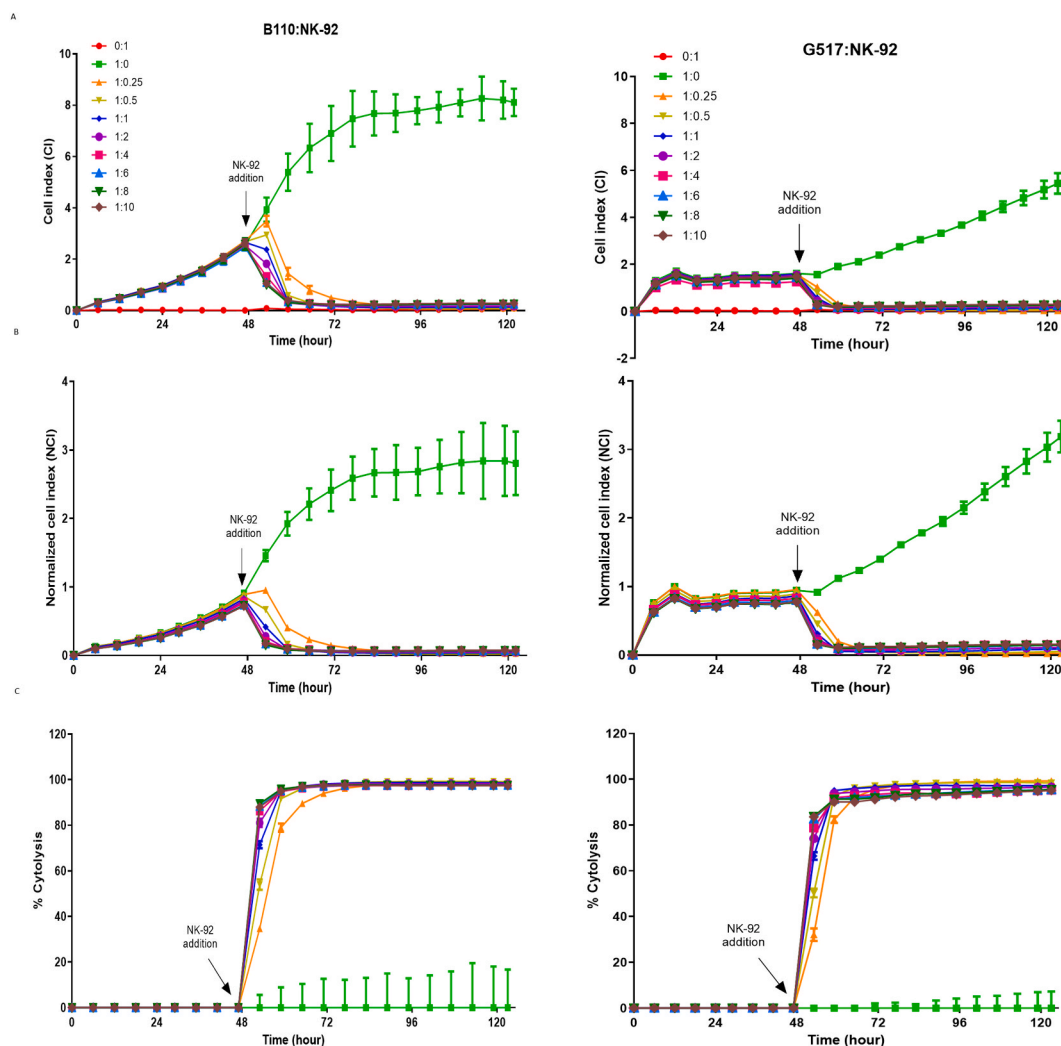 A
B110:NK-92
0:1
1:0
1:0.25
1:0.5
1:1
1:2
1:4
1:6
1:8
1:10
Cell index (CI)
10
8
6
4
2
0
NK-92
addition
0 24 48 72 96 120
Time (hour)
G517:NK-92
0:1
1:0
1:0.25
1:0.5
1:1
1:2
1:4
1:6
1:8
1:10
Cell index (CI)
10
8
6
4
2
0
-2
NK-92
addition
24 48 72 96 120
Time (hour)
B
Normalized cell index (NCI)
4
3
2
1
0
NK-92
addition
0 24 48 72 96 120
Time (hour)
Normalized cell index (NCI)
4
3
2
1
0
NK-92
addition
0 24 48 72 96 120
Time (hour)
C
% Cytolysis
120
100
80
60
40
20
0
NK-92
addition
0 24 48 72 96 120
Time (hour)
% Cytolysis
120
100
80
60
40
20
0
NK-92
addition
0 24 48 72 96 120
Time (hour)